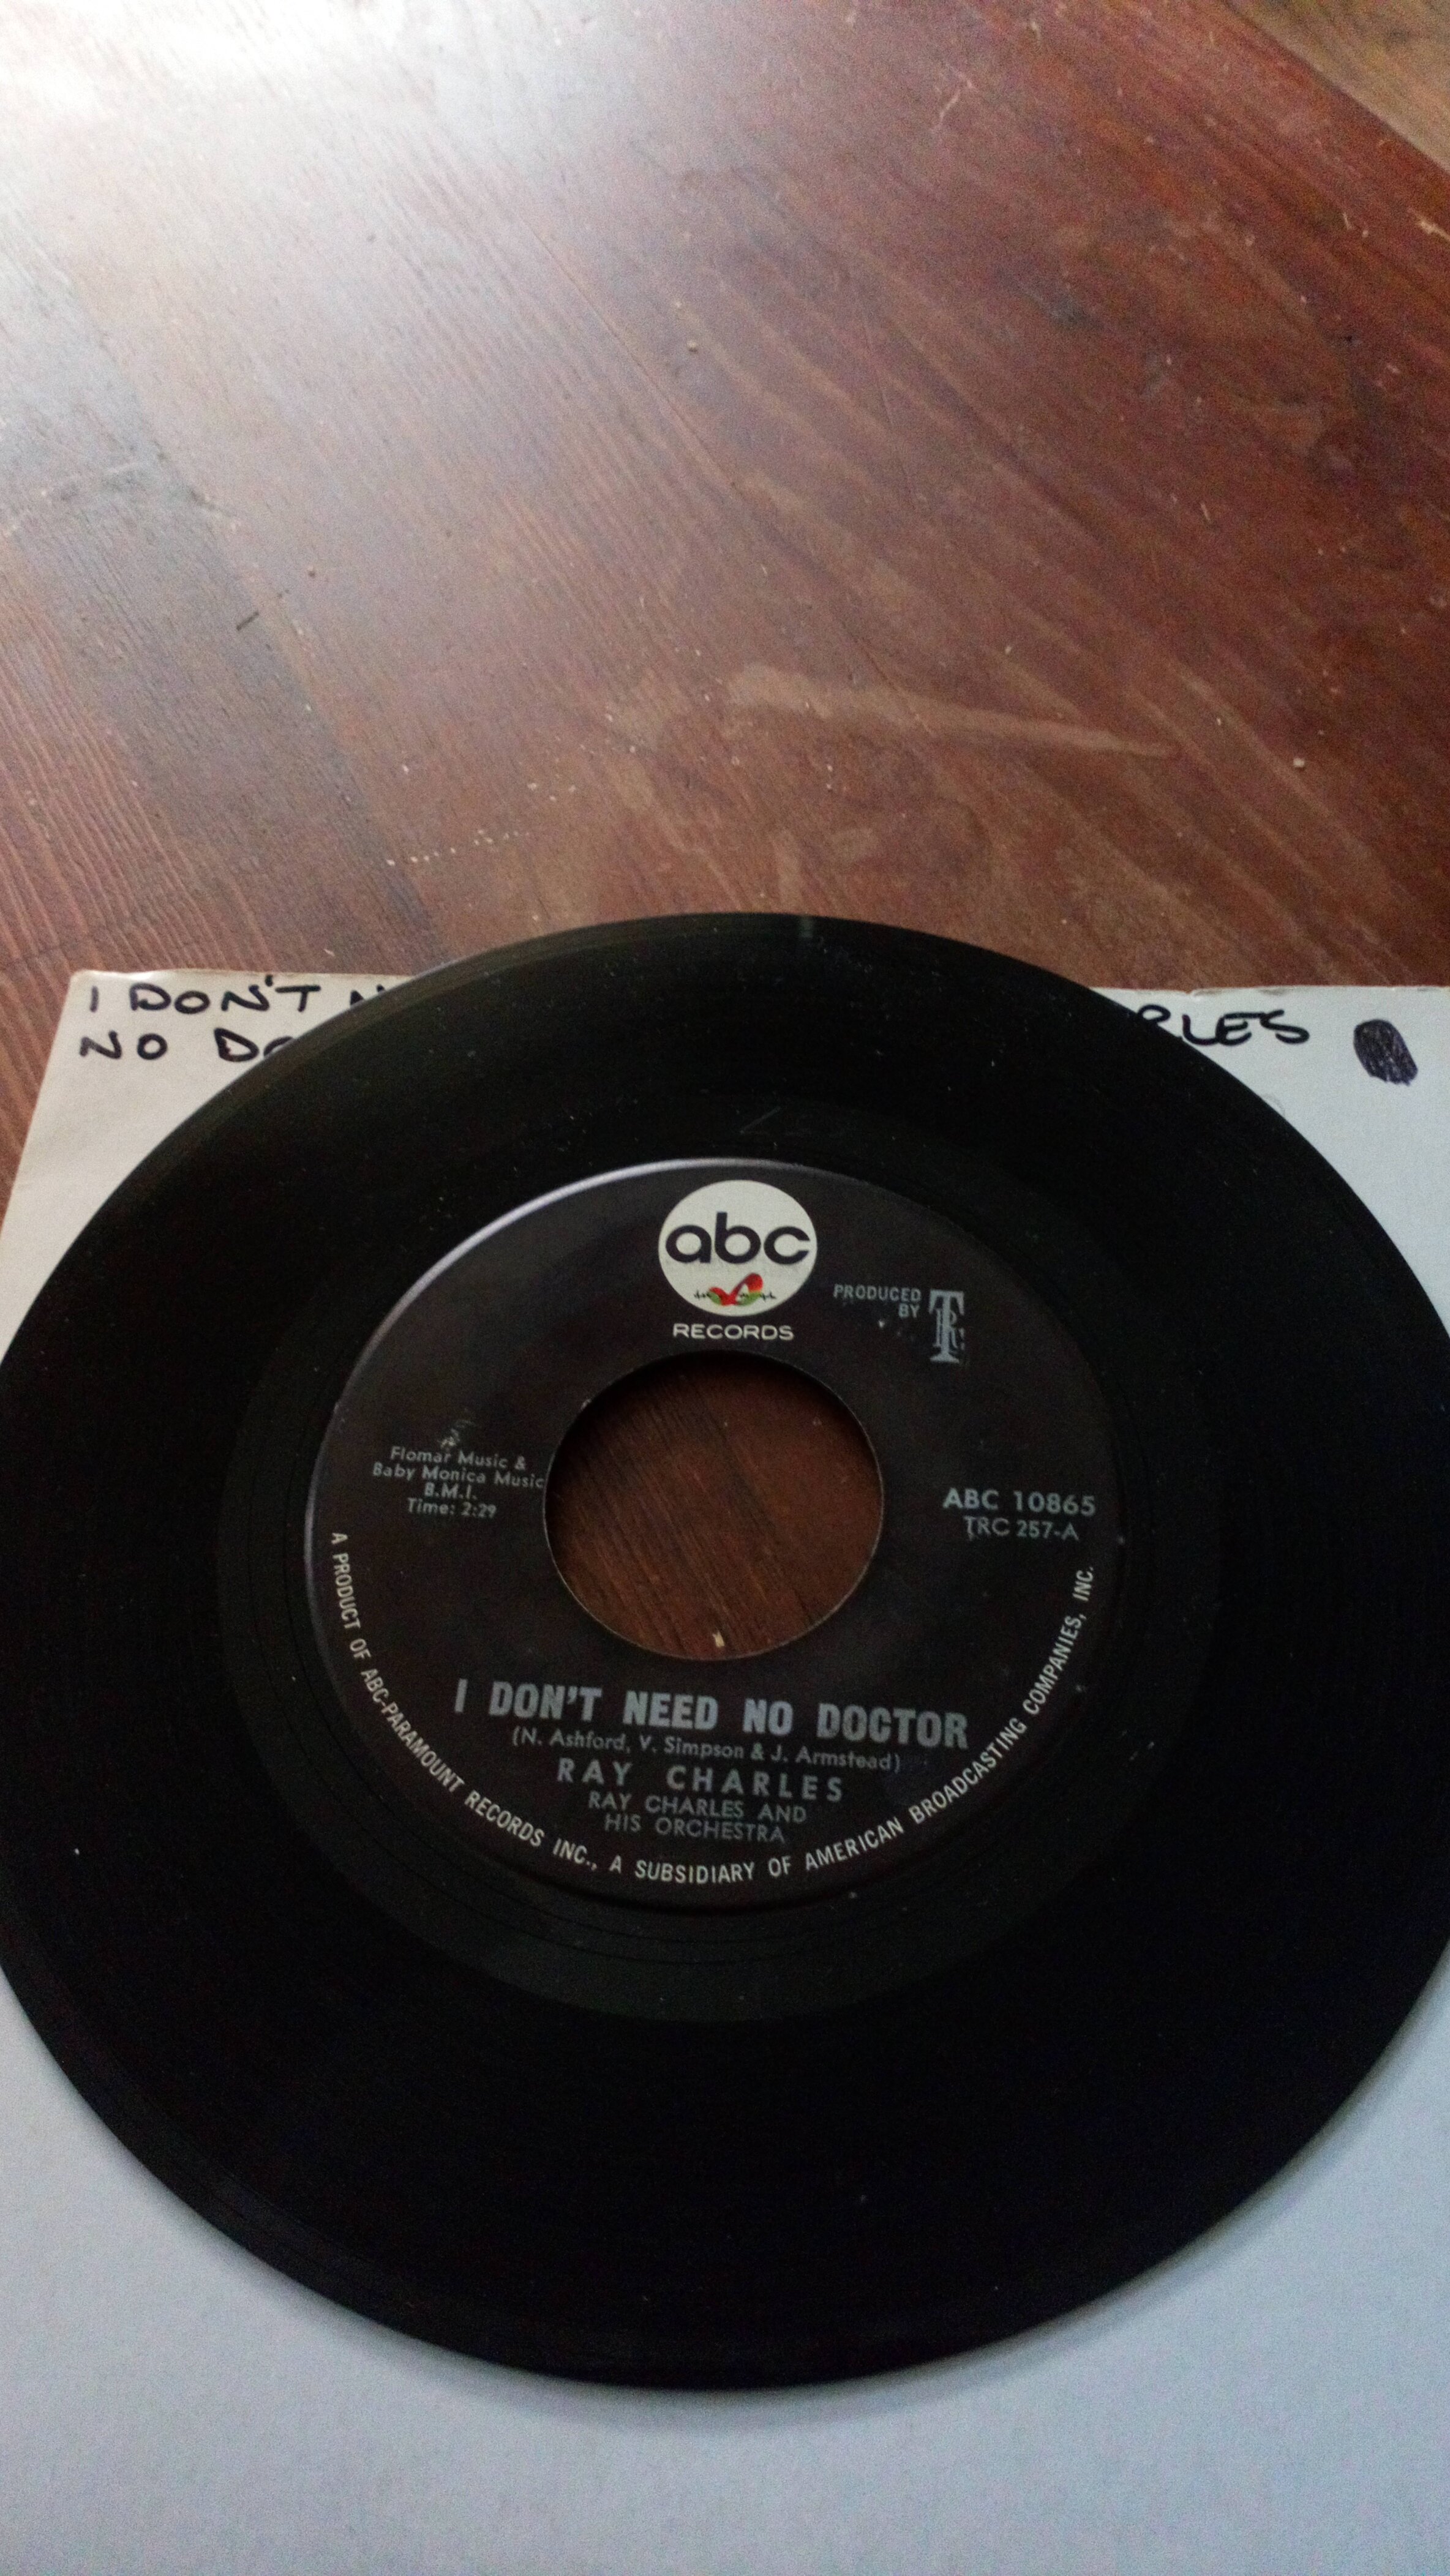 I DON'T
NO
abc
RECORDS
PRODUCED
BY
TRC
Flomar Music &
Baby Monica Music
B.M.I.
Time: 2:29
ABC 10865
TRC 257-A
I DON'T NEED NO DOCTOR
(N. Ashford, V. Simpson & J. Armstead)
RAY CHARLES
RAY CHARLES AND
HIS ORCHESTRA
A PRODUCT OF ABC-PARAMOUNT RECORDS INC., A SUBSIDIARY OF AMERICAN BROADCASTING COMPANIES, INC.